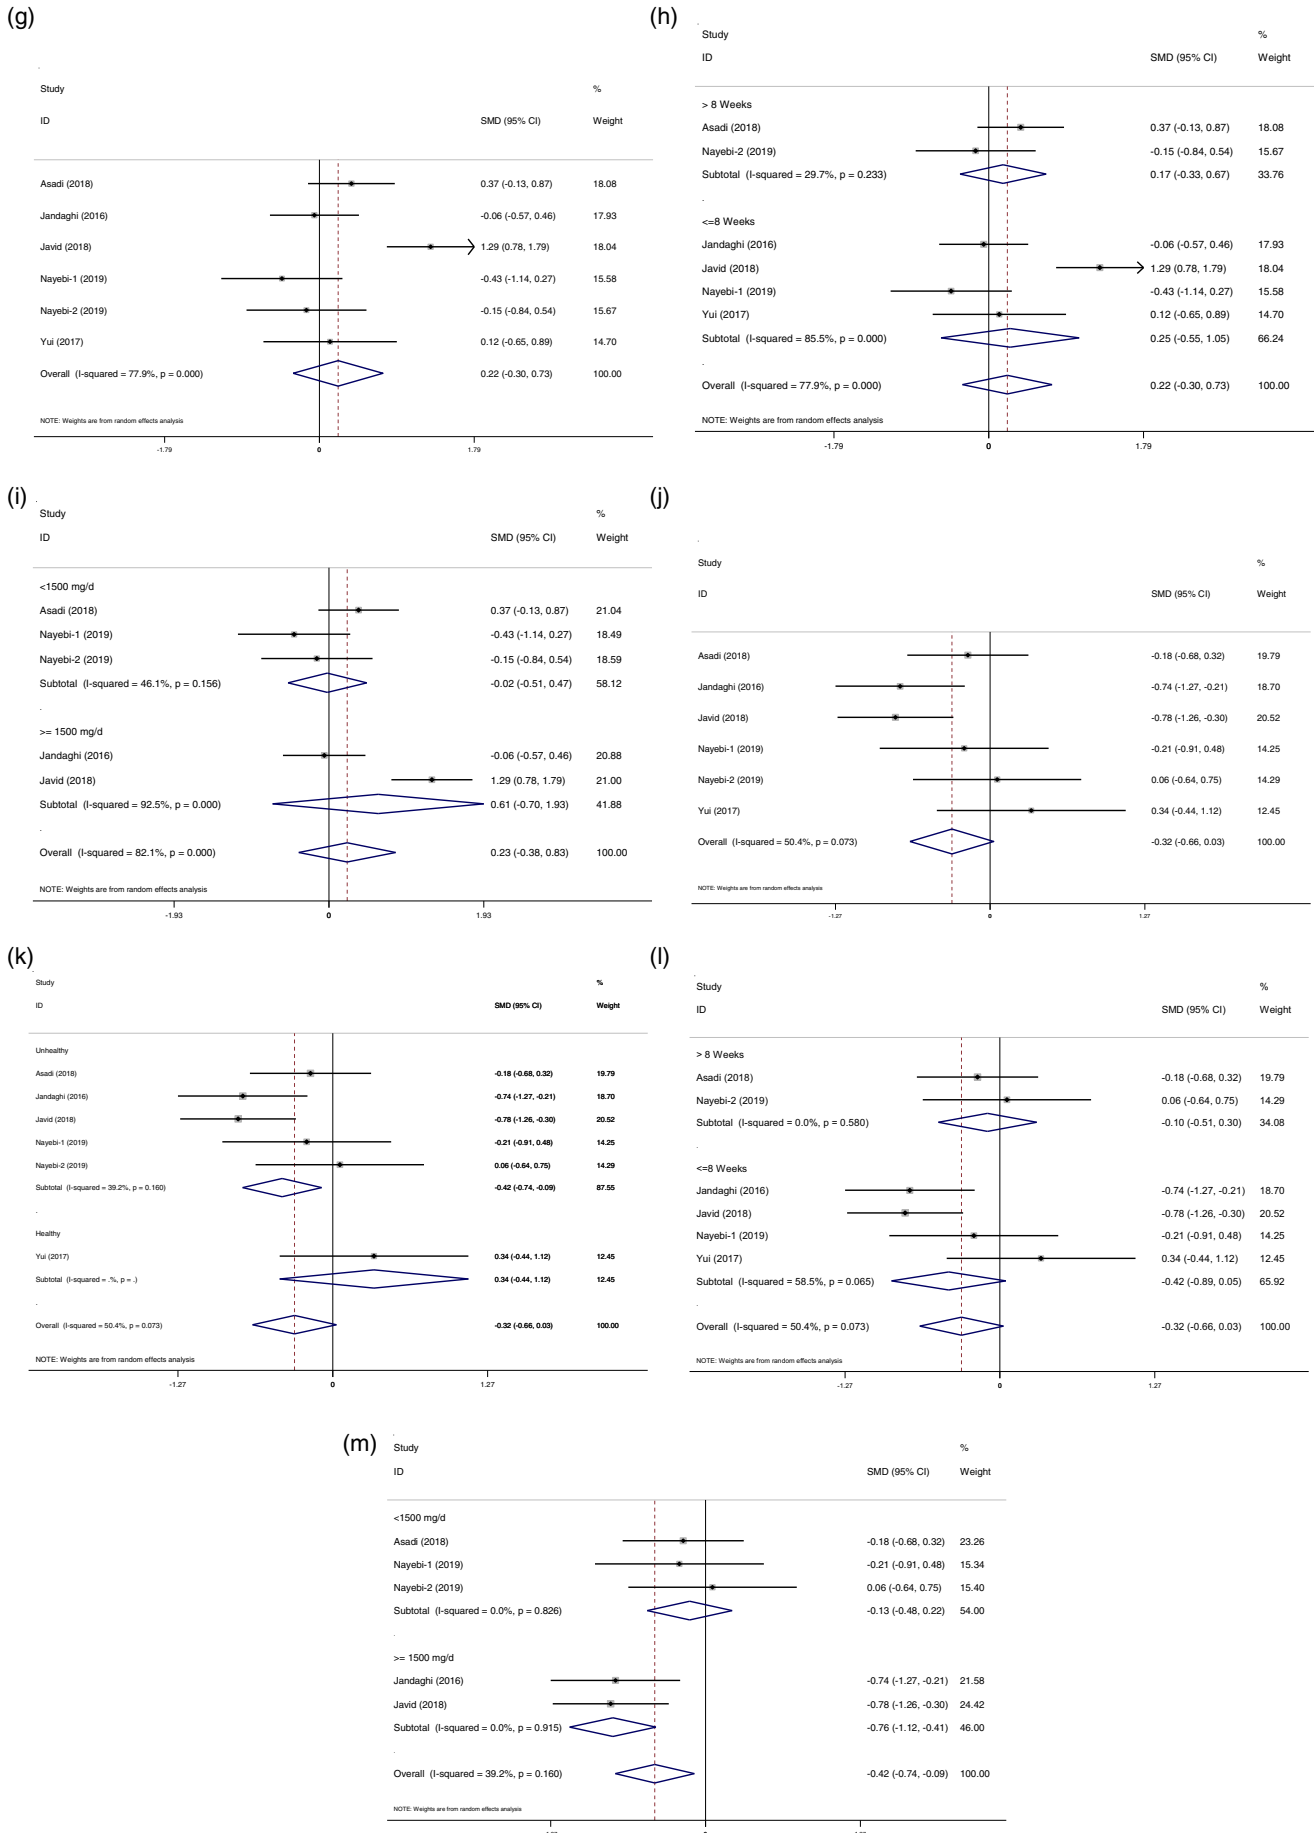 (g)
Study %
ID SMD (95% CI) Weight
Asadi (2018) 0.37 (-0.13, 0.87) 18.08
Jandaghi (2016) -0.06 (-0.57, 0.46) 17.93
Javid (2018) 1.29 (0.78, 1.79) 18.04
Nayebi-1 (2019) -0.43 (-1.14, 0.27) 15.58
Nayebi-2 (2019) -0.15 (-0.84, 0.54) 15.67
Yui (2017) 0.12 (-0.65, 0.89) 14.70
Overall (I-squared = 77.9%, p = 0.000) 0.22 (-0.30, 0.73) 100.00
NOTE: Weights are from random effects analysis
-1.79 0 1.79
(h)
Study %
ID SMD (95% CI) Weight
> 8 Weeks
Asadi (2018) 0.37 (-0.13, 0.87) 18.08
Nayebi-2 (2019) -0.15 (-0.84, 0.54) 15.67
Subtotal (I-squared = 29.7%, p = 0.233) 0.17 (-0.33, 0.67) 33.76
.
<=8 Weeks
Jandaghi (2016) -0.06 (-0.57, 0.46) 17.93
Javid (2018) 1.29 (0.78, 1.79) 18.04
Nayebi-1 (2019) -0.43 (-1.14, 0.27) 15.58
Yui (2017) 0.12 (-0.65, 0.89) 14.70
Subtotal (I-squared = 85.5%, p = 0.000) 0.25 (-0.55, 1.05) 66.24
.
Overall (I-squared = 77.9%, p = 0.000) 0.22 (-0.30, 0.73) 100.00
NOTE: Weights are from random effects analysis
-1.79 0 1.79
(i)
Study %
ID SMD (95% CI) Weight
<1500 mg/d
Asadi (2018) 0.37 (-0.13, 0.87) 21.04
Nayebi-1 (2019) -0.43 (-1.14, 0.27) 18.49
Nayebi-2 (2019) -0.15 (-0.84, 0.54) 18.59
Subtotal (I-squared = 46.1%, p = 0.156) -0.02 (-0.51, 0.47) 58.12
.
>= 1500 mg/d
Jandaghi (2016) -0.06 (-0.57, 0.46) 20.88
Javid (2018) 1.29 (0.78, 1.79) 21.00
Subtotal (I-squared = 92.5%, p = 0.000) 0.61 (-0.70, 1.93) 41.88
.
Overall (I-squared = 82.1%, p = 0.000) 0.23 (-0.38, 0.83) 100.00
NOTE: Weights are from random effects analysis
-1.93 0 1.93
(j)
Study %
ID SMD (95% CI) Weight
Asadi (2018) -0.18 (-0.68, 0.32) 19.79
Jandaghi (2016) -0.74 (-1.27, -0.21) 18.70
Javid (2018) -0.78 (-1.26, -0.30) 20.52
Nayebi-1 (2019) -0.21 (-0.91, 0.48) 14.25
Nayebi-2 (2019) 0.06 (-0.64, 0.75) 14.29
Yui (2017) 0.34 (-0.44, 1.12) 12.45
Overall (I-squared = 50.4%, p = 0.073) -0.32 (-0.66, 0.03) 100.00
NOTE: Weights are from random effects analysis
-1.27 0 1.27
(k)
Study %
ID SMD (95% CI) Weight
Unhealthy
Asadi (2018) -0.18 (-0.68, 0.32) 19.79
Jandaghi (2016) -0.74 (-1.27, -0.21) 18.70
Javid (2018) -0.78 (-1.26, -0.30) 20.52
Nayebi-1 (2019) -0.21 (-0.91, 0.48) 14.25
Nayebi-2 (2019) 0.06 (-0.64, 0.75) 14.29
Subtotal (I-squared = 39.2%, p = 0.160) -0.42 (-0.74, -0.09) 87.55
.
Healthy
Yui (2017) 0.34 (-0.44, 1.12) 12.45
Subtotal (I-squared = .%, p = .) 0.34 (-0.44, 1.12) 12.45
.
Overall (I-squared = 50.4%, p = 0.073) -0.32 (-0.66, 0.03) 100.00
NOTE: Weights are from random effects analysis
-1.27 0 1.27
(l)
Study %
ID SMD (95% CI) Weight
> 8 Weeks
Asadi (2018) -0.18 (-0.68, 0.32) 19.79
Nayebi-2 (2019) 0.06 (-0.64, 0.75) 14.29
Subtotal (I-squared = 0.0%, p = 0.580) -0.10 (-0.51, 0.30) 34.08
.
<=8 Weeks
Jandaghi (2016) -0.74 (-1.27, -0.21) 18.70
Javid (2018) -0.78 (-1.26, -0.30) 20.52
Nayebi-1 (2019) -0.21 (-0.91, 0.48) 14.25
Yui (2017) 0.34 (-0.44, 1.12) 12.45
Subtotal (I-squared = 58.5%, p = 0.065) -0.42 (-0.89, 0.05) 65.92
.
Overall (I-squared = 50.4%, p = 0.073) -0.32 (-0.66, 0.03) 100.00
NOTE: Weights are from random effects analysis
-1.27 0 1.27
(m)
Study %
ID SMD (95% CI) Weight
<1500 mg/d
Asadi (2018) -0.18 (-0.68, 0.32) 23.26
Nayebi-1 (2019) -0.21 (-0.91, 0.48) 15.34
Nayebi-2 (2019) 0.06 (-0.64, 0.75) 15.40
Subtotal (I-squared = 0.0%, p = 0.826) -0.13 (-0.48, 0.22) 54.00
.
>= 1500 mg/d
Jandaghi (2016) -0.74 (-1.27, -0.21) 21.58
Javid (2018) -0.78 (-1.26, -0.30) 24.42
Subtotal (I-squared = 0.0%, p = 0.915) -0.76 (-1.12, -0.41) 46.00
.
Overall (I-squared = 39.2%, p = 0.160) -0.42 (-0.74, -0.09) 100.00
NOTE: Weights are from random effects analysis